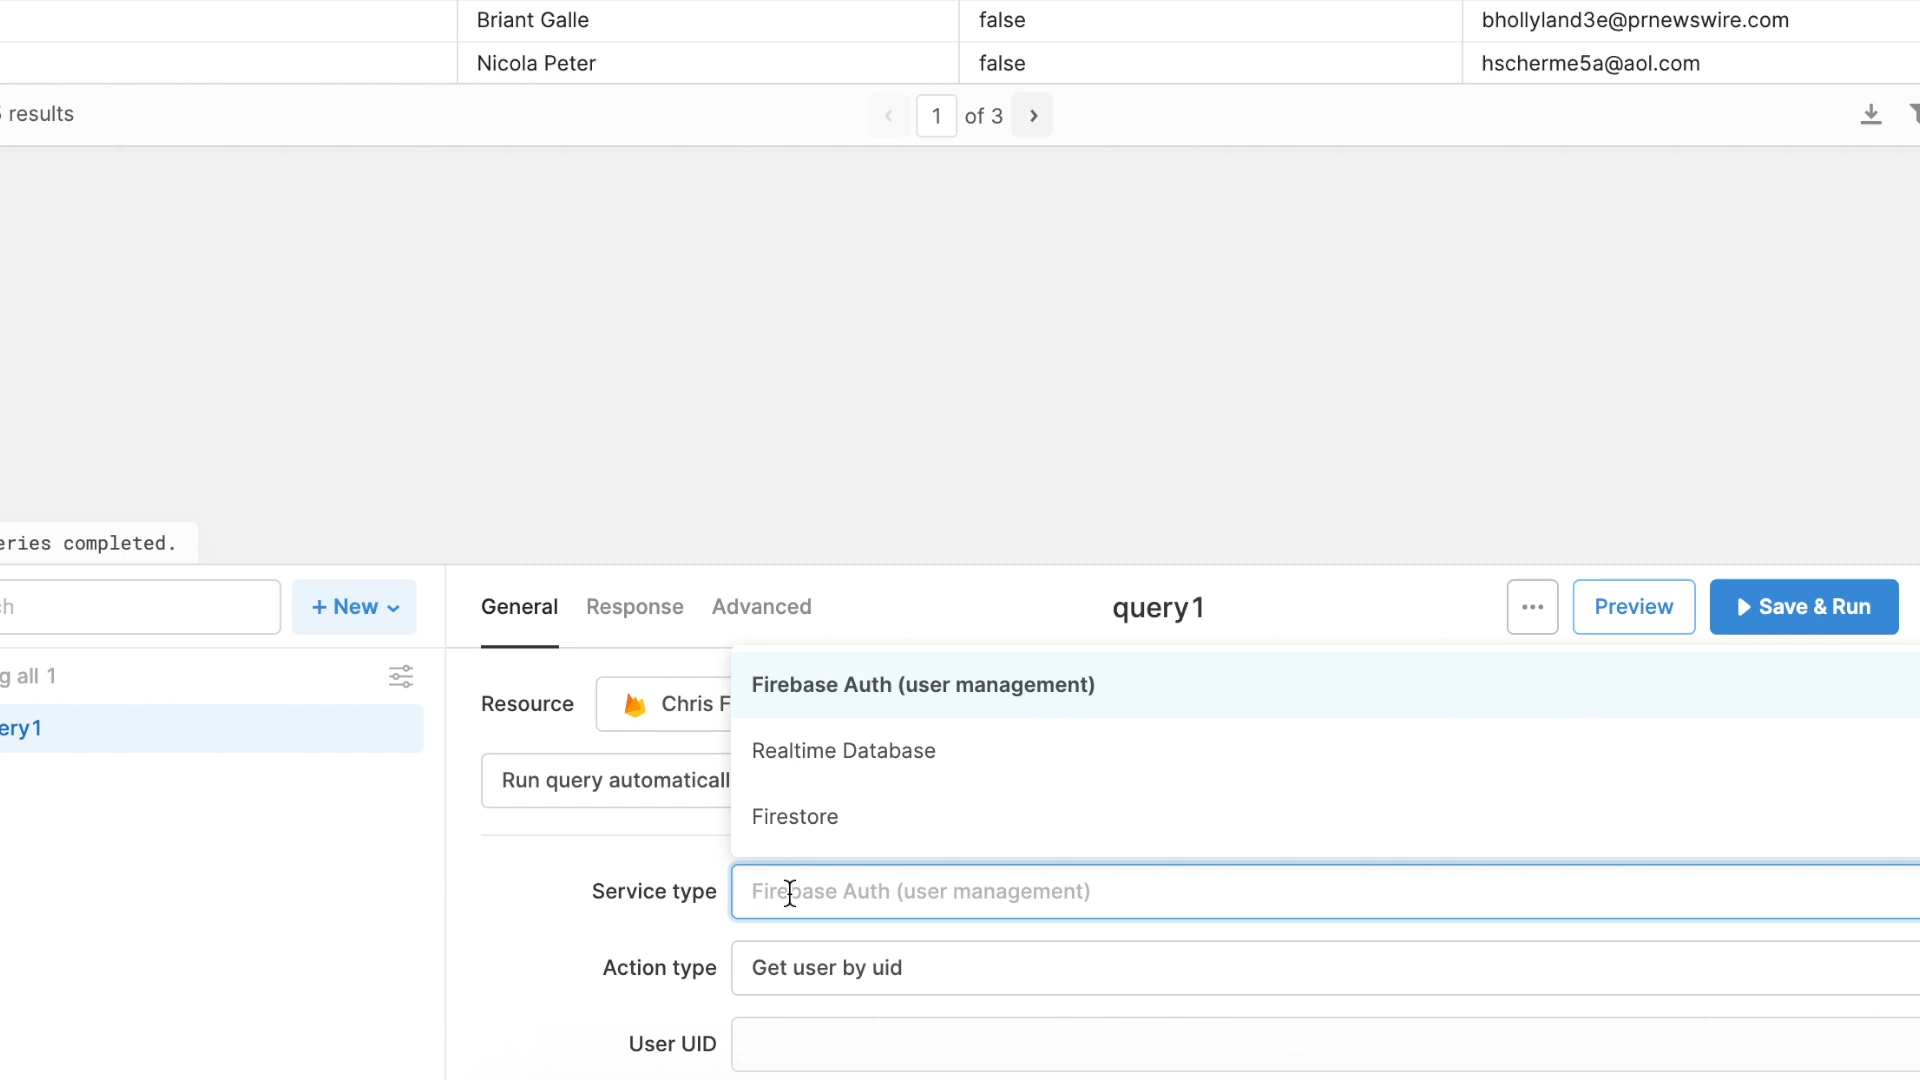 Briant Galle false bhollyland3e@prnewswire.com
Nicola Peter false hscherme5a@aol.com
results
1 of 3
eries completed.
ch
+ New
General Response Advanced
query1
Preview
Save & Run
g all 1
ery1
Resource
Chris F
Run query automaticall
Firebase Auth (user management)
Realtime Database
Firestore
Service type Firebase Auth (user management)
Action type Get user by uid
User UID